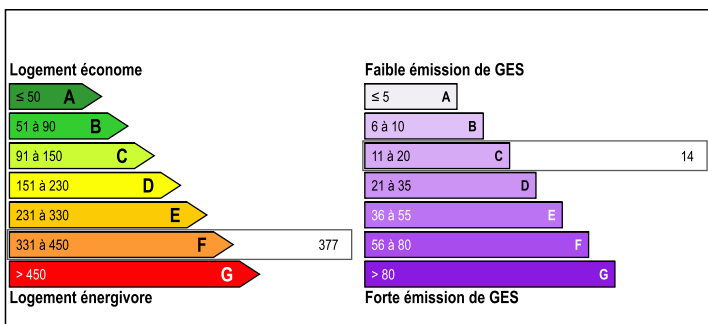 Logement économe
≤ 50 A
51 à 90 B
91 à 150 C
151 à 230 D
231 à 330 E
331 à 450 F 377
> 450 G
Logement énergivore
Faible émission de GES
≤ 5 A
6 à 10 B
11 à 20 C 14
21 à 35 D
36 à 55 E
56 à 80 F
> 80 G
Forte émission de GES